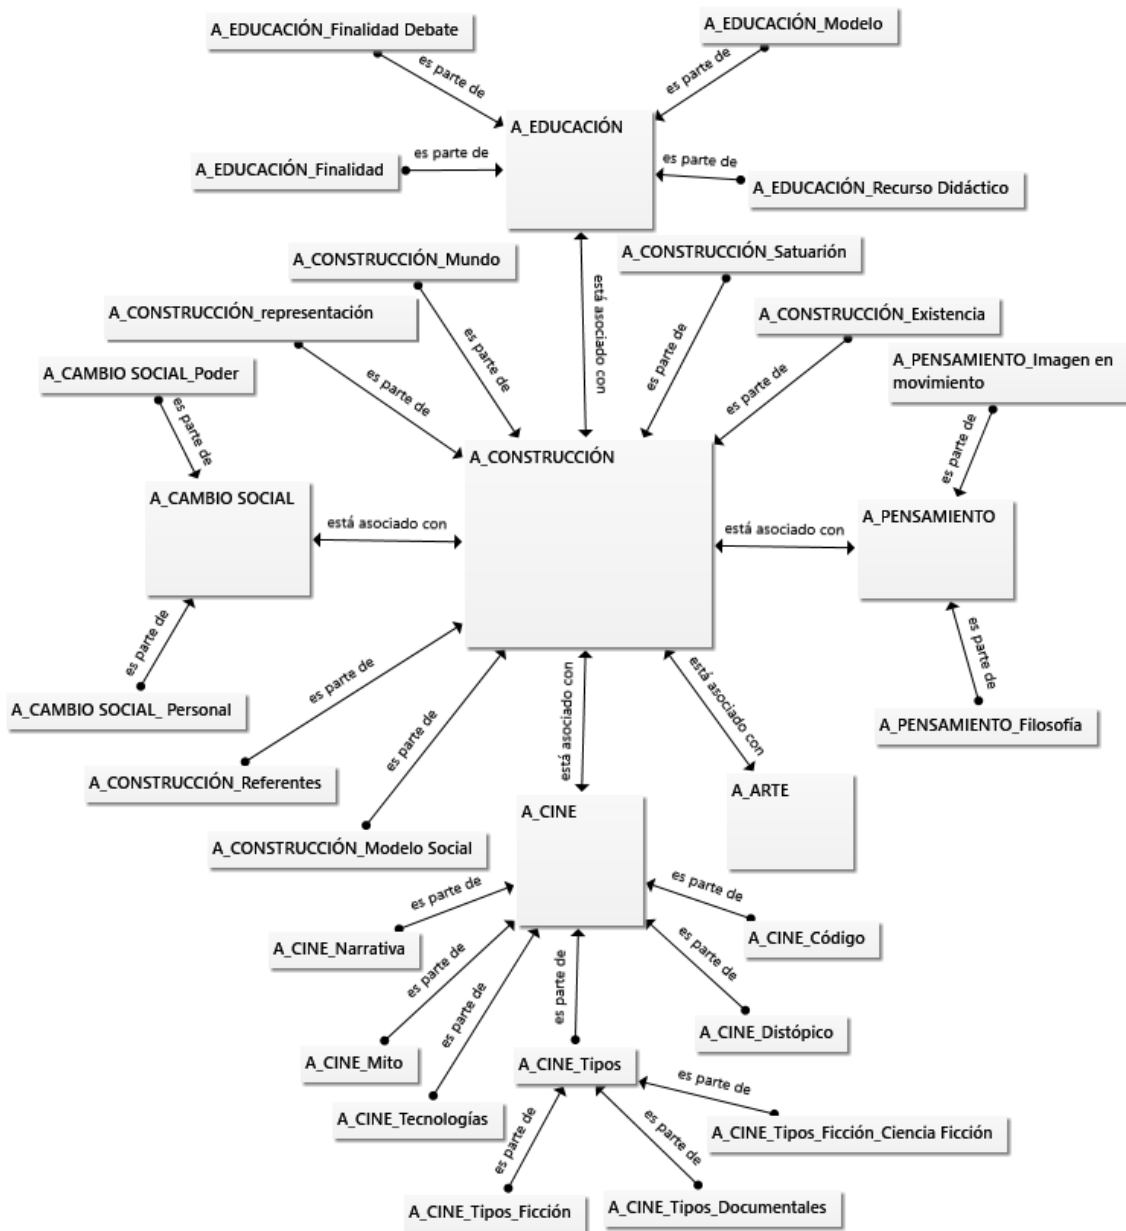 A_EDUCACIÓN_Finalidad Debate
A_EDUCACIÓN_Modelo
es parte de
es parte de
A_EDUCACIÓN
es parte de
A_EDUCACIÓN_Finalidad
es parte de
A_EDUCACIÓN_Recurso Didáctico
A_CONSTRUCCIÓN_Mundo
A_CONSTRUCCIÓN_Satuarión
está asociado con
A_CONSTRUCCIÓN_representación
A_CONSTRUCCIÓN_Existencia
es parte de
es parte de
es parte de
es parte de
A_CAMBIO SOCIAL_Poder
A_PENSAMIENTO_Imagen en
movimiento
es parte de
es parte de
A_CONSTRUCCIÓN
A_CAMBIO SOCIAL
está asociado con
está asociado con
A_PENSAMIENTO
es parte de
es parte de
A_CAMBIO SOCIAL_ Personal
A_PENSAMIENTO_Filosofía
es parte de
es parte de
está asociado con
está asociado con
A_CONSTRUCCIÓN_Referentes
A_ARTE
A_CINE
A_CONSTRUCCIÓN_Modelo Social
es parte de
es parte de
A_CINE_Narrativa
A_CINE_Código
es parte de
es parte de
es parte de
es parte de
A_CINE_Distópico
A_CINE_Mito
A_CINE_Tipos
es parte de
A_CINE_Tecnologías
A_CINE_Tipos_Ficción_Ciencia Ficción
es parte de
es parte de
A_CINE_Tipos_Ficción
A_CINE_Tipos_Documentales